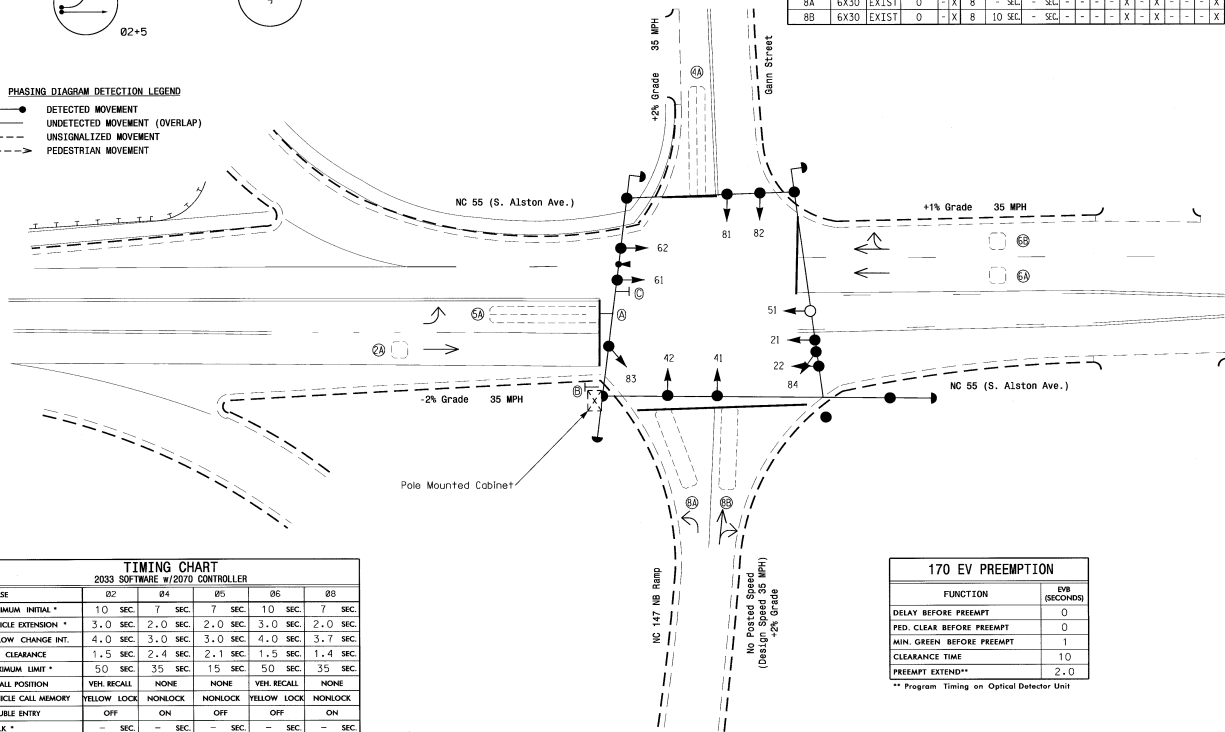 8A 6X30 EXIST 0 - X 8 - SEC. - SEC. - - - - X - X - - - X
8B 6X30 EXIST 0 - X 8 10 SEC. - SEC. - - - - X - X - - - X
Ø2+5
PHASING DIAGRAM DETECTION LEGEND
DETECTED MOVEMENT
UNDETECTED MOVEMENT (OVERLAP)
UNSIGNALIZED MOVEMENT
PEDESTRIAN MOVEMENT
+2% Grade 35 MPH
Gann Street
4A
NC 55 (S. Alston Ave.)
+1% Grade 35 MPH
81 82
62
61
6B
6A
C
5A
A
51
2A
21
22
84
42 41
83
B
X
-2% Grade 35 MPH
NC 55 (S. Alston Ave.)
Pole Mounted Cabinet
8A 8B
NC 147 NB Ramp
No Posted Speed
(Design Speed 35 MPH)
+2% Grade
TIMING CHART
2033 SOFTWARE w/2070 CONTROLLER
Ø2 Ø4 Ø5 Ø6 Ø8
10 SEC. 7 SEC. 7 SEC. 10 SEC. 7 SEC.
EXTENSION * 3.0 SEC. 2.0 SEC. 2.0 SEC. 3.0 SEC. 2.0 SEC.
CHANGE INT. 4.0 SEC. 3.0 SEC. 3.0 SEC. 4.0 SEC. 3.7 SEC.
CLEARANCE 1.5 SEC. 2.4 SEC. 2.1 SEC. 1.5 SEC. 1.4 SEC.
LIMIT * 50 SEC. 35 SEC. 15 SEC. 50 SEC. 35 SEC.
POSITION VEH. RECALL NONE NONE VEH. RECALL NONE
CALL MEMORY YELLOW LOCK NONLOCK NONLOCK YELLOW LOCK NONLOCK
ENTRY OFF ON OFF OFF ON
- SEC. - SEC. - SEC. - SEC. - SEC.
170 EV PREEMPTION
FUNCTION EVB (SECONDS)
DELAY BEFORE PREEMPT 0
PED. CLEAR BEFORE PREEMPT 0
MIN. GREEN BEFORE PREEMPT 1
CLEARANCE TIME 10
PREEMPT EXTEND** 2.0
** Program Timing on Optical Detector Unit